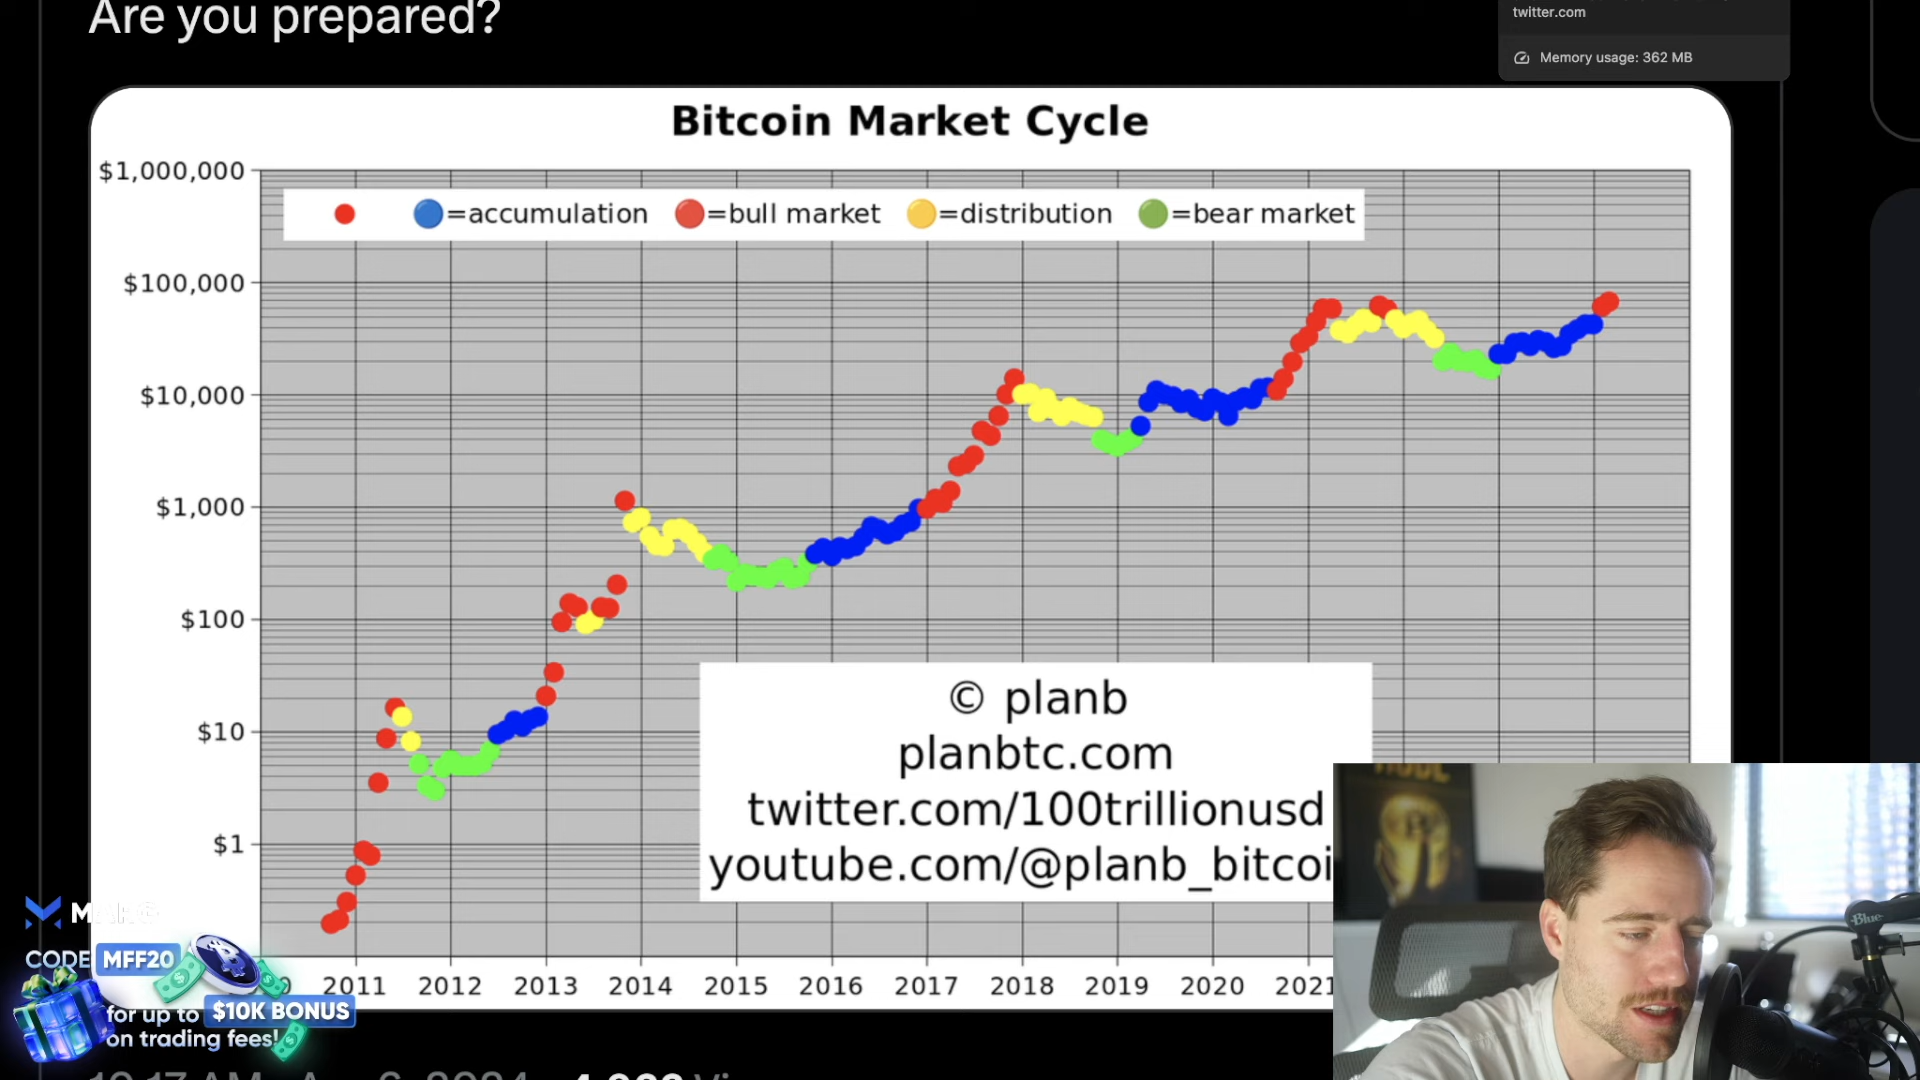 Are you prepared?
twitter.com
Memory usage: 362 MB
Bitcoin Market Cycle
$1,000,000
=accumulation =bull market =distribution =bear market
$100,000
$10,000
$1,000
$100
$10
$1
© planb
planbtc.com
twitter.com/100trillionusd
youtube.com/@planb_bitcoi
2011 2012 2013 2014 2015 2016 2017 2018 2019 2020 2021
CODE MFF20
for up to $10K BONUS
on trading fees!
Blue